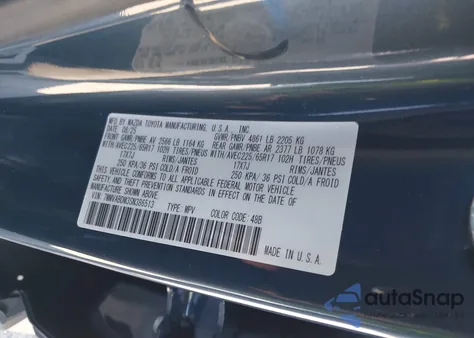 MFD. BY MAZDA TOYOTA MANUFACTURING, U.S.A., INC.
DATE: 08/25 GVWR/PNBV 4861 LB 2205 KG
FRONT GAWR/PNBE AV 2566 LB 1164 KG REAR GAWR/PNBE AR 2377 LB 1078 KG
WITH/AVEC225/65R17 102H TIRES/PNEUS WITH/AVEC225/65R17 102H TIRES/PNEUS
17X7J RIMS/JANTES 17X7J RIMS/JANTES
250 KPA/36 PSI COLD/A FROID 250 KPA/36 PSI COLD/A FROID
THIS VEHICLE CONFORMS TO ALL APPLICABLE FEDERAL MOTOR VEHICLE
SAFETY AND THEFT PREVENTION STANDARDS IN EFFECT ON THE DATE OF
MANUFACTURE SHOWN ABOVE.
TYPE MPV COLOR CODE: 48B
MADE IN U.S.A.
autoSnap